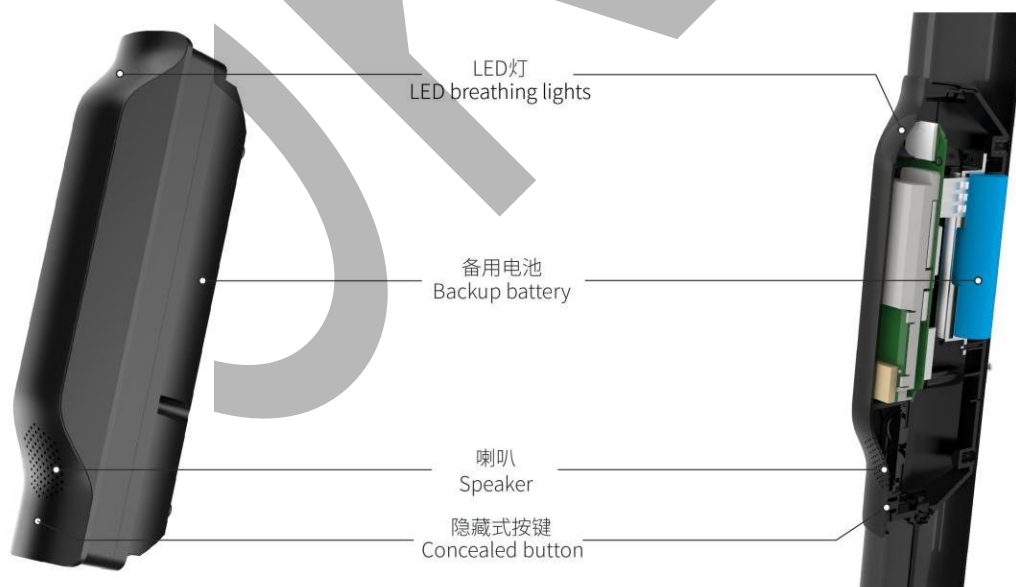 LED灯
LED breathing lights
备用电池
Backup battery
喇叭
Speaker
隐藏式按键
Concealed button